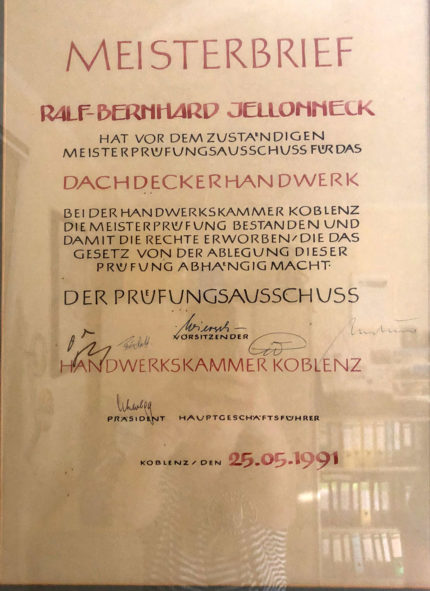 MEISTERBRIEF
RALF-BERNHARD JELLONNECK
HAT VOR DEM ZUSTÄNDIGEN
MEISTERPRÜFUNGSAUSSCHUSS FÜR DAS
DACHDECKERHANDWERK
BEI DER HANDWERKSKAMMER KOBLENZ
DIE MEISTERPRÜFUNG BESTANDEN UND
DAMIT DIE RECHTE ERWORBEN/DIE DAS
GESETZ VON DER ABLEGUNG DIESER
PRÜFUNG ABHÄNGIG MACHT:
DER PRÜFUNGSAUSSCHUSS
VORSITZENDER
HANDWERKSKAMMER KOBLENZ
PRÄSIDENT HAUPTGESCHÄFTSFÜHRER
KOBLENZ/DEN 25.05.1991